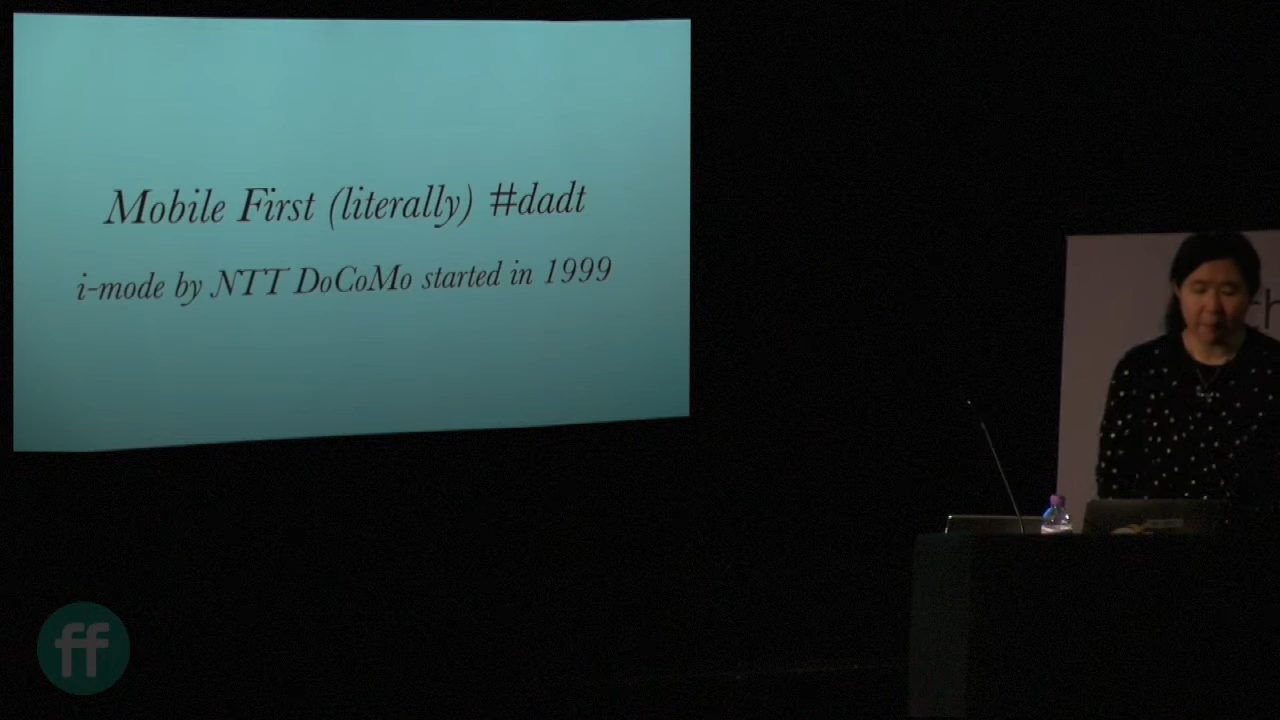 Mobile First (literally) #dadt
i-mode by NTT DoCoMo started in 1999
ff